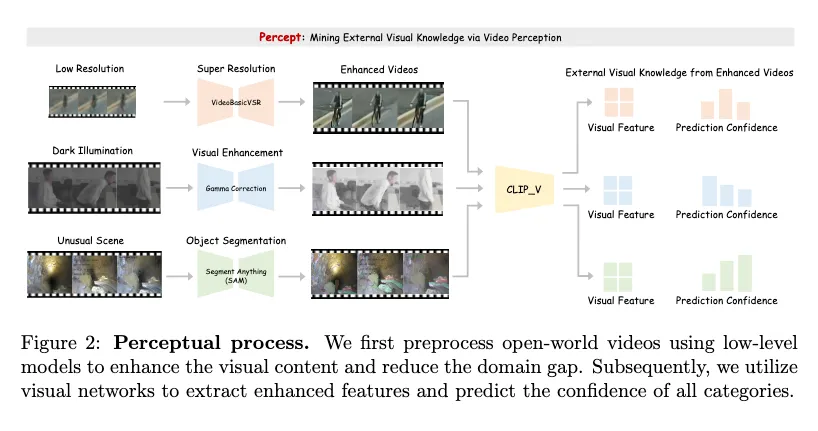 Percept: Mining External Visual Knowledge via Video Perception
Low Resolution
Super Resolution
Enhanced Videos
External Visual Knowledge from Enhanced Videos
VideoBasicVSR
Visual Feature
Prediction Confidence
Dark Illumination
Visual Enhancement
Gamma Correction
CLIP_V
Visual Feature
Prediction Confidence
Unusual Scene
Object Segmentation
Segment Anything
(SAM)
Visual Feature
Prediction Confidence
Figure 2: Perceptual process. We first preprocess open-world videos using low-level
models to enhance the visual content and reduce the domain gap. Subsequently, we utilize
visual networks to extract enhanced features and predict the confidence of all categories.